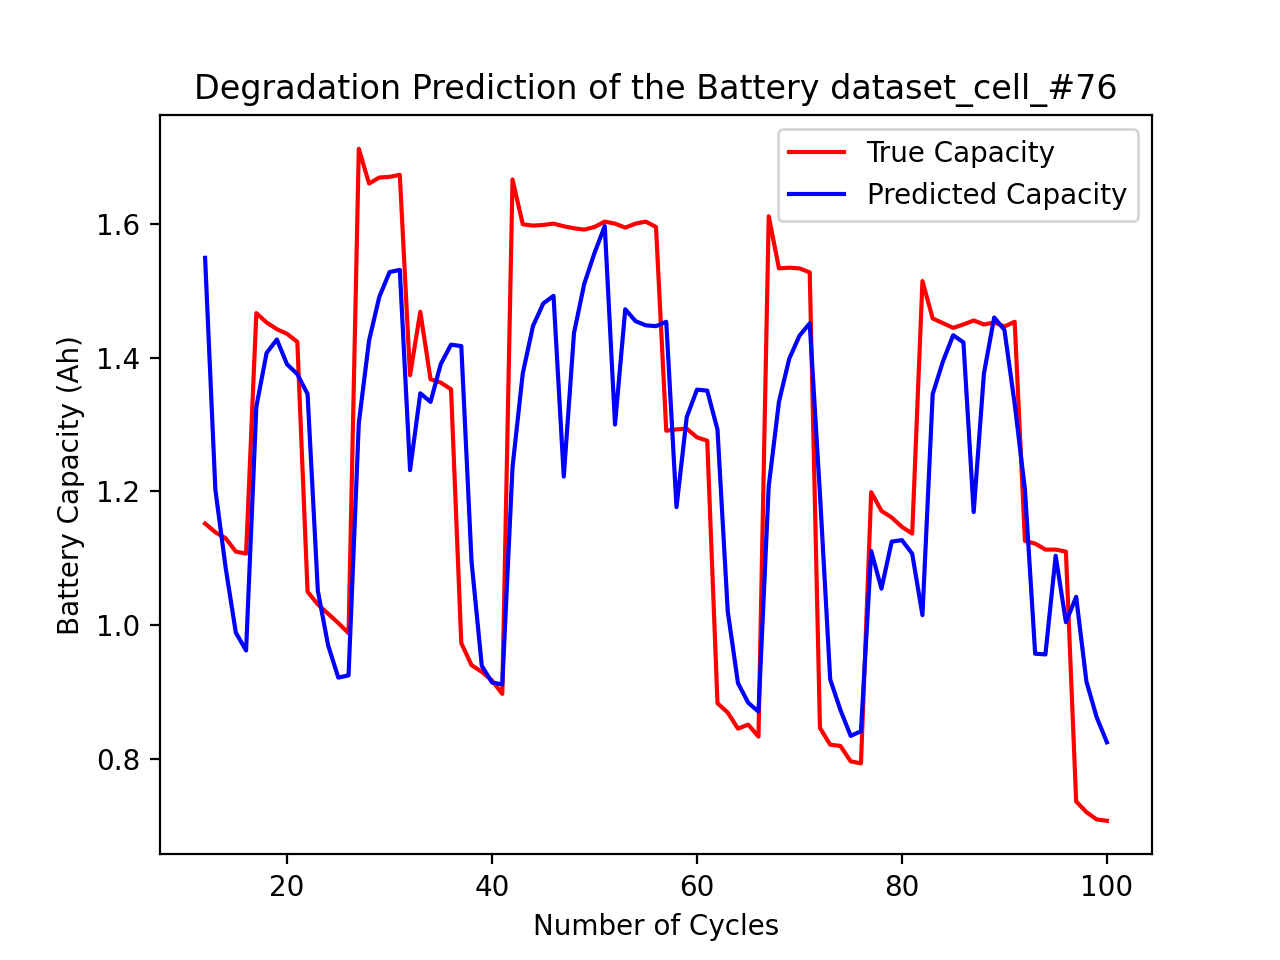 Degradation Prediction of the Battery dataset_cell_#76
True Capacity
Predicted Capacity
Battery Capacity (Ah)
1.6
1.4
1.2
1.0
0.8
20 40 60 80 100
Number of Cycles